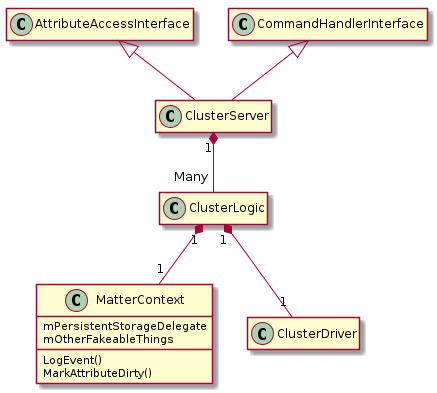 C AttributeAccessInterface
C CommandHandlerInterface
C ClusterServer
1
Many
C ClusterLogic
1 1
1
C MatterContext
mPersistentStorageDelegate
mOtherFakeableThings
LogEvent()
MarkAttributeDirty()
1
C ClusterDriver